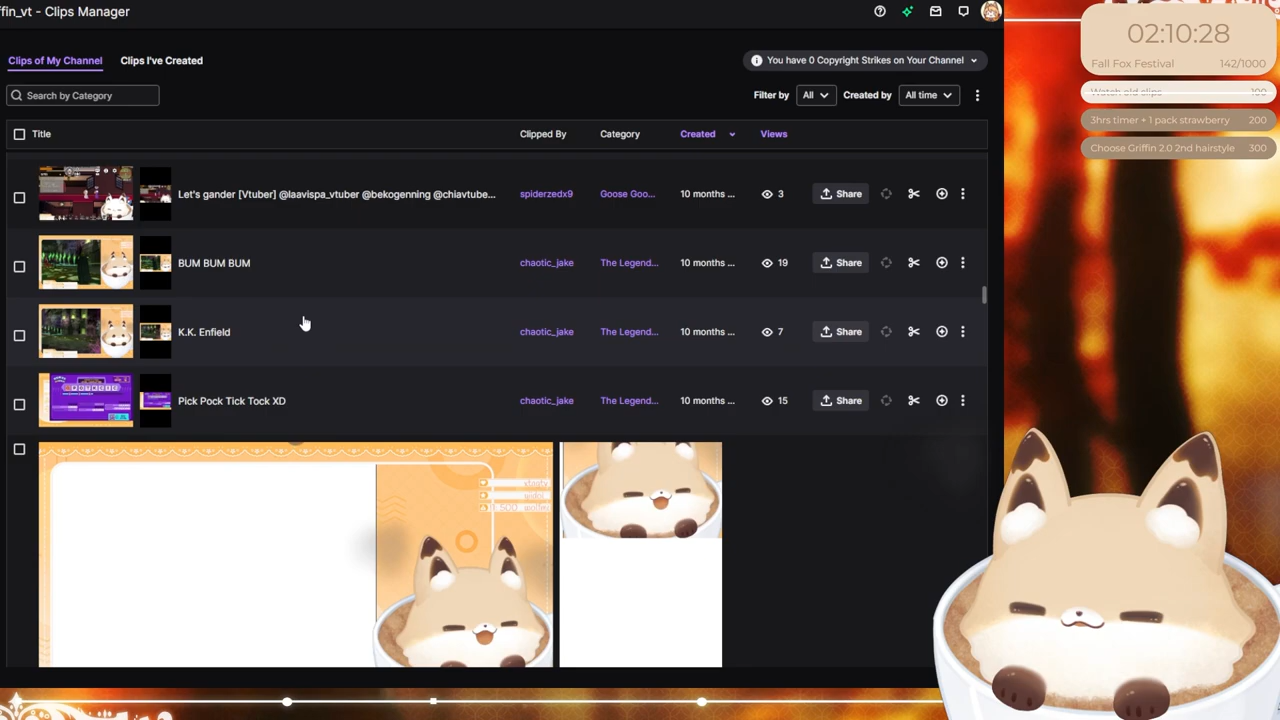 ffin_vt - Clips Manager
02:10:28
Fall Fox Festival 142/1000
Watch old clips 100
3hrs timer + 1 pack strawberry 200
Choose Griffin 2.0 2nd hairstyle 300
Clips of My Channel Clips I've Created
You have 0 Copyright Strikes on Your Channel
Search by Category
Filter by All Created by All time
Title Clipped By Category Created Views
Let's gander [Vtuber] @laavispa_vtuber @bekogenning @chiavtube... spiderzedx9 Goose Goo... 10 months ... 3 Share
BUM BUM BUM chaotic_jake The Legend... 10 months ... 19 Share
K.K. Enfield chaotic_jake The Legend... 10 months ... 7 Share
Pick Pock Tick Tock XD chaotic_jake The Legend... 10 months ... 15 Share